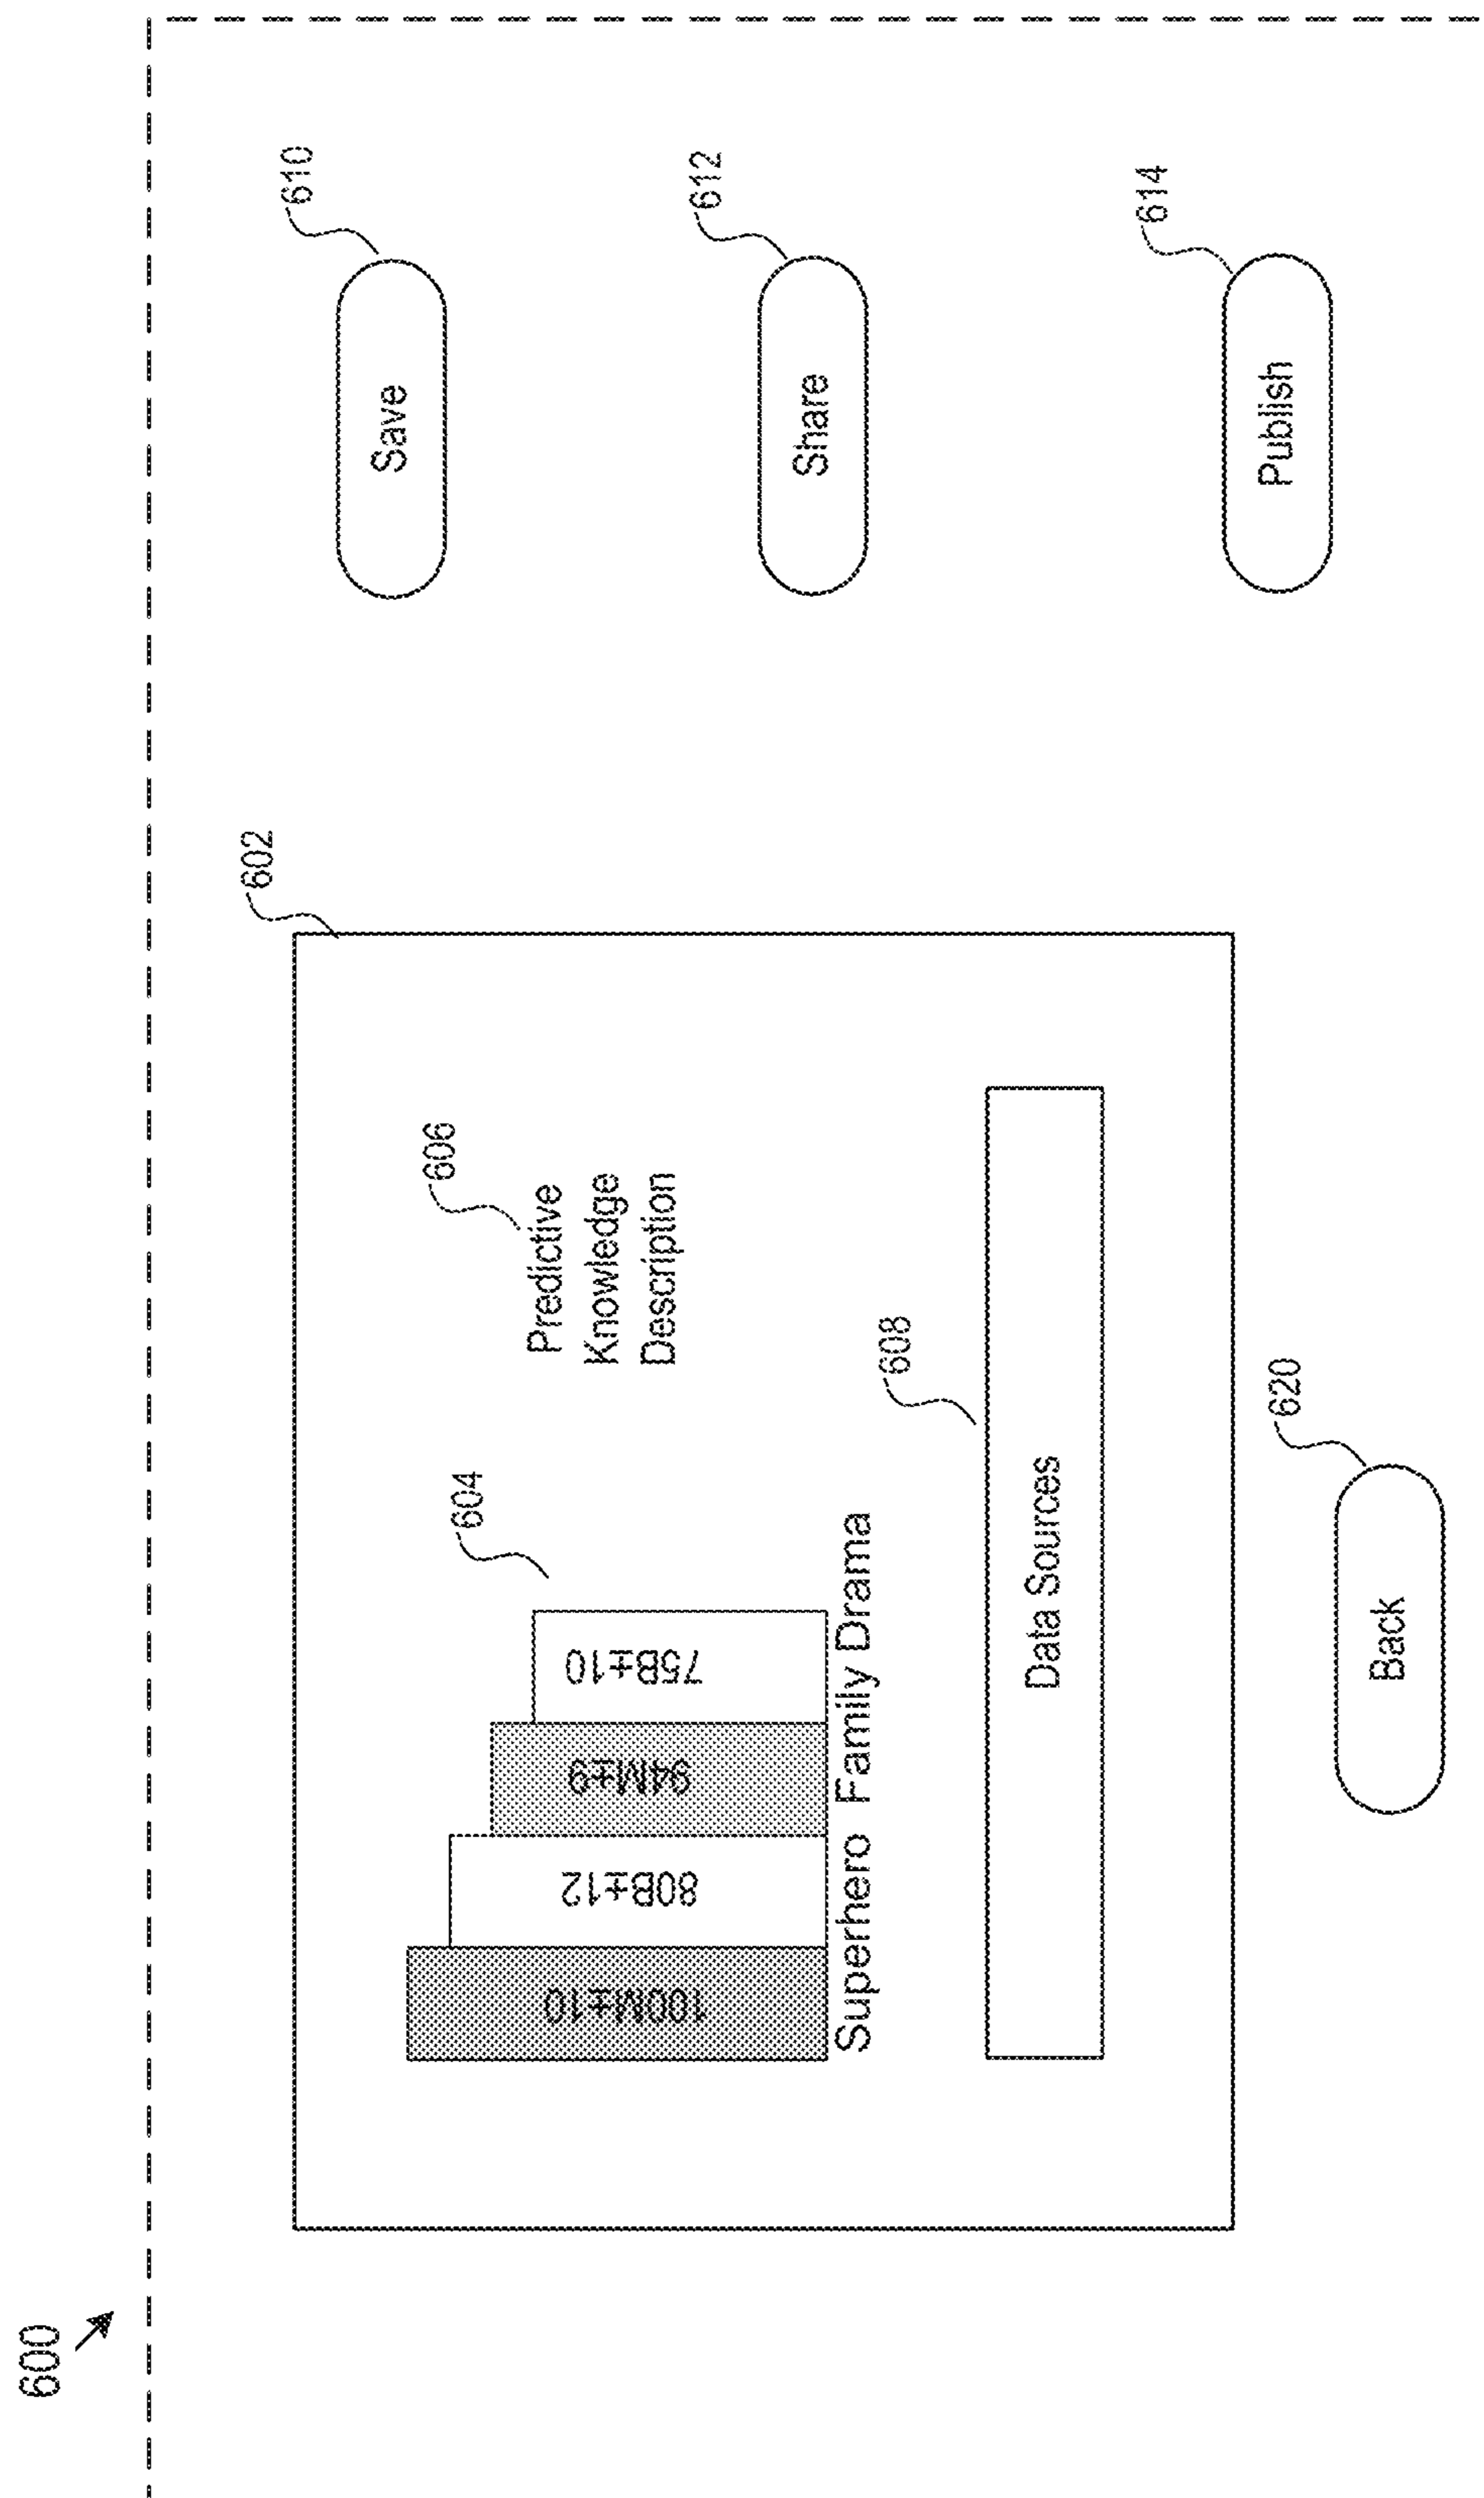 600
602
610
Save
604
606
Predictive
Knowledge
Description
100M±10
80B±12
94M±9
75B±10
Superhero Family Drama
612
Share
608
Data Sources
614
Publish
620
Back